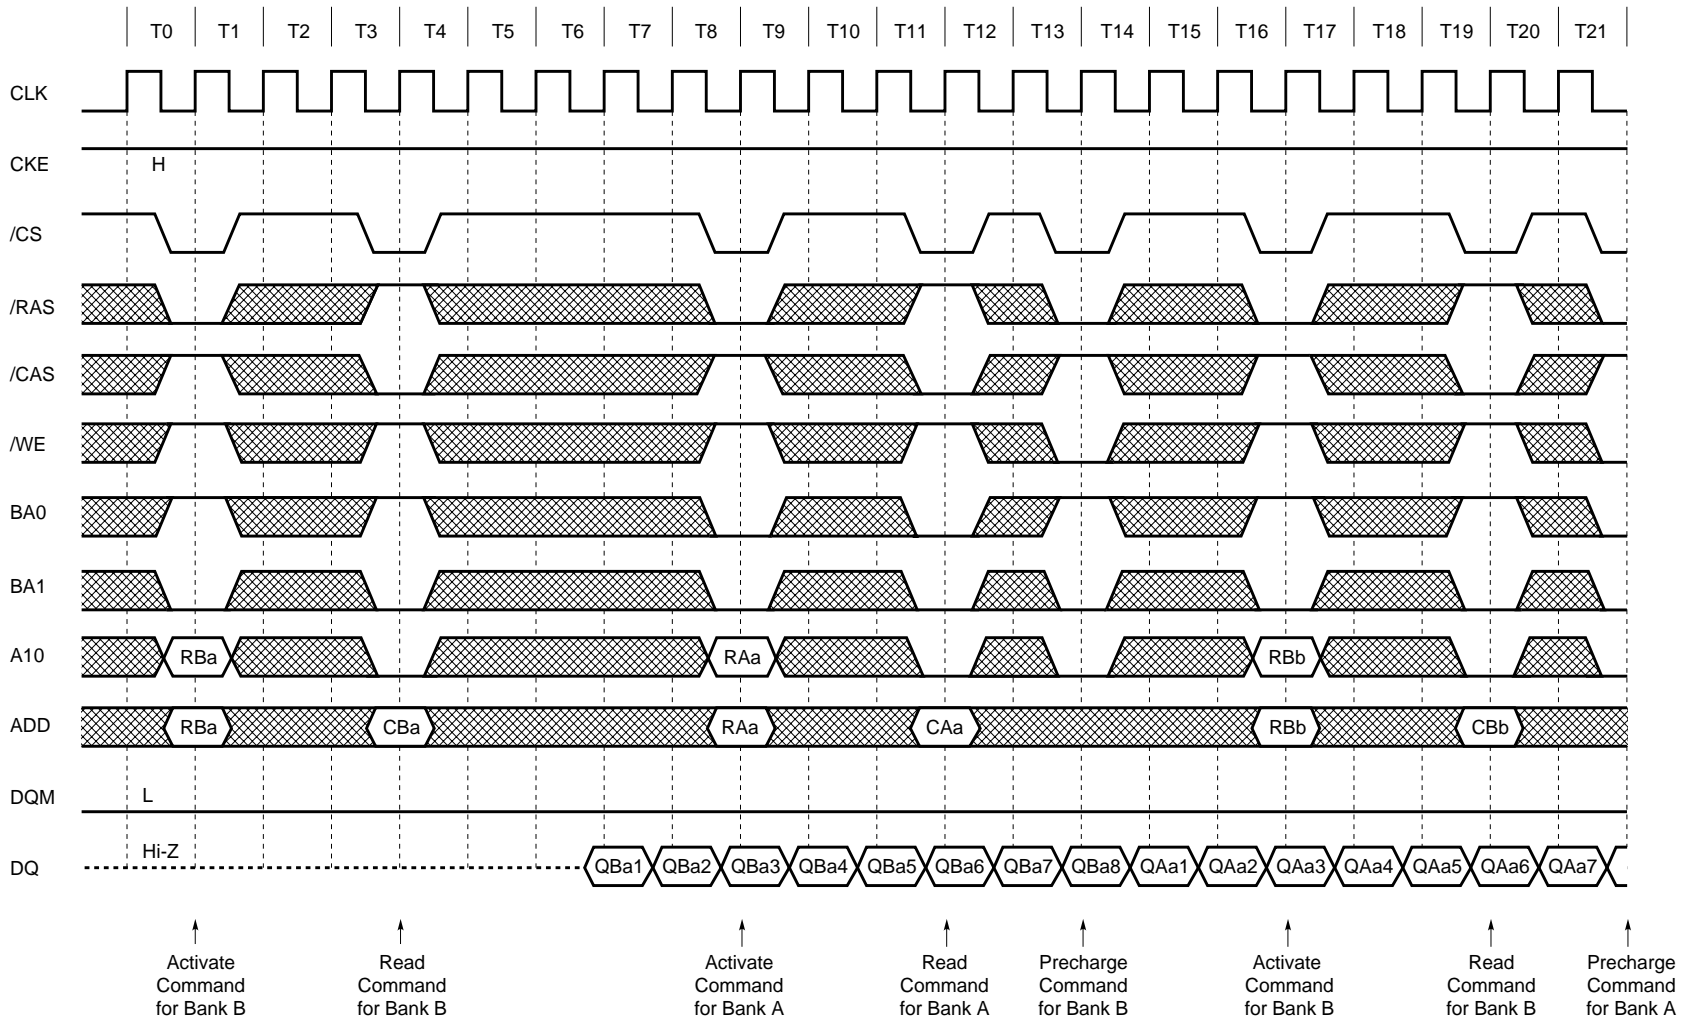 T0 T1 T2 T3 T4 T5 T6 T7 T8 T9 T10 T11 T12 T13 T14 T15 T16 T17 T18 T19 T20 T21
CLK
CKE H
/CS
/RAS
/CAS
/WE
BA0
BA1
A10 RBa RAa RBb
ADD RBa CBa RAa CAa RBb CBb
DQM L
DQ Hi-Z QBa1 QBa2 QBa3 QBa4 QBa5 QBa6 QBa7 QBa8 QAa1 QAa2 QAa3 QAa4 QAa5 QAa6 QAa7
Activate
Command
for Bank B
Read
Command
for Bank B
Activate
Command
for Bank A
Read
Command
for Bank A
Precharge
Command
for Bank B
Activate
Command
for Bank B
Read
Command
for Bank B
Precharge
Command
for Bank A